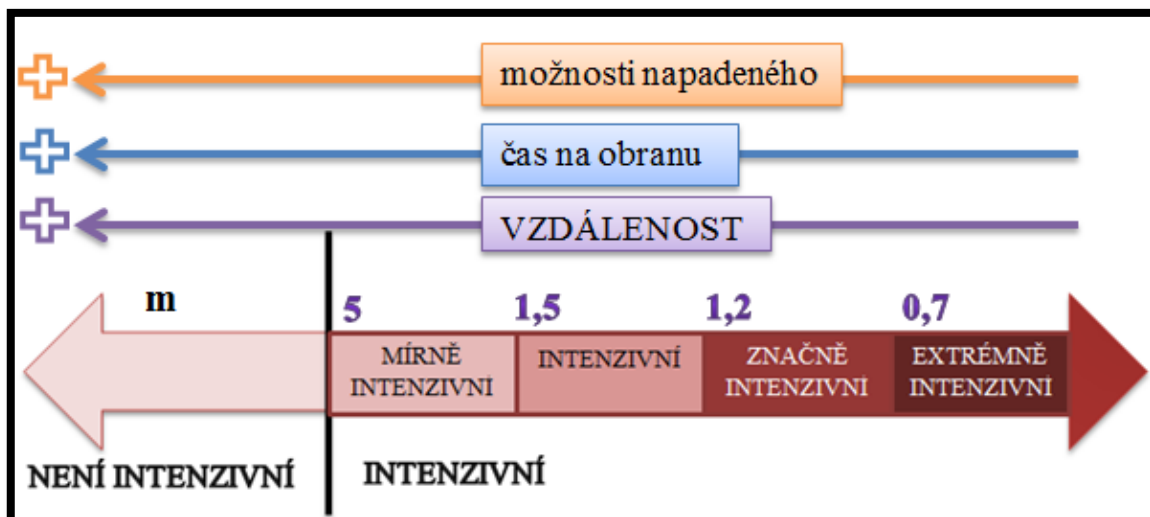 možnosti napadeného
čas na obranu
VZDÁLENOST
m
5
1,5
1,2
0,7
MÍRNĚ
INTENZIVNÍ
INTENZIVNÍ
ZNAČNĚ
INTENZIVNÍ
EXTRÉMNĚ
INTENZIVNÍ
NENÍ INTENZIVNÍ
INTENZIVNÍ